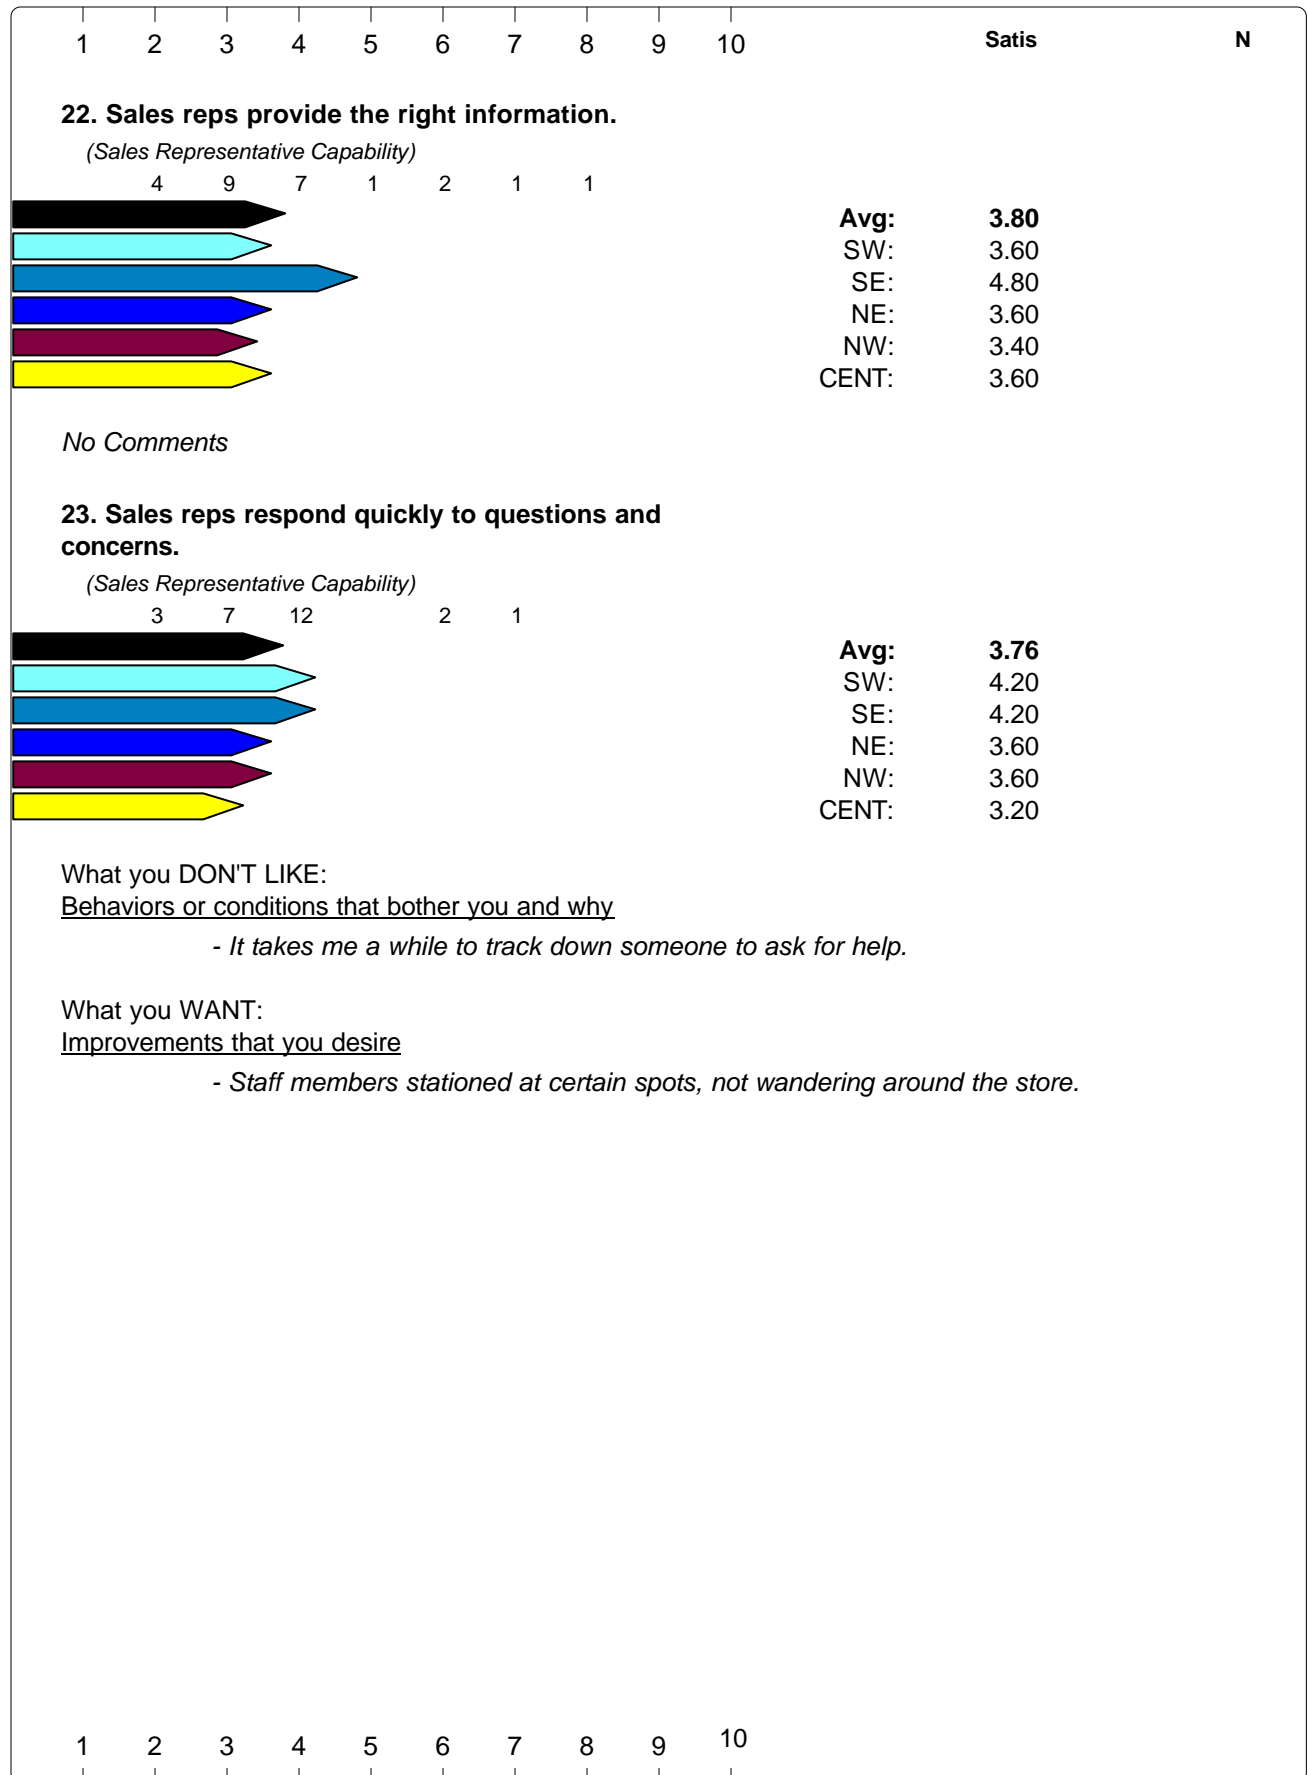 1 2 3 4 5 6 7 8 9 10 Satis N
22. Sales reps provide the right information.
(Sales Representative Capability)
4 9 7 1 2 1 1
Avg: 3.80
SW: 3.60
SE: 4.80
NE: 3.60
NW: 3.40
CENT: 3.60
No Comments
23. Sales reps respond quickly to questions and
concerns.
(Sales Representative Capability)
3 7 12 2 1
Avg: 3.76
SW: 4.20
SE: 4.20
NE: 3.60
NW: 3.60
CENT: 3.20
What you DON'T LIKE:
Behaviors or conditions that bother you and why
- It takes me a while to track down someone to ask for help.
What you WANT:
Improvements that you desire
- Staff members stationed at certain spots, not wandering around the store.
1 2 3 4 5 6 7 8 9 10